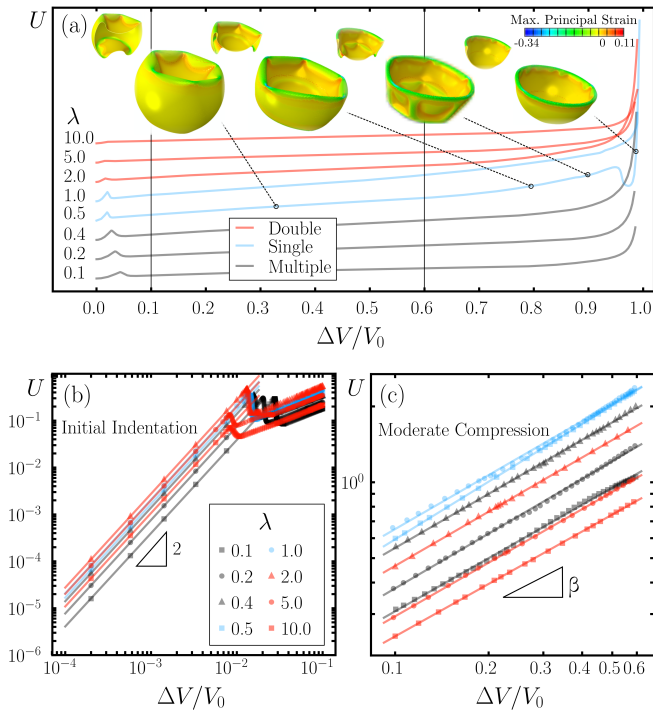 U
(a)
Max. Principal Strain
-0.34 0 0.11
λ
10.0
5.0
2.0
1.0
0.5
0.4
0.2
0.1
Double
Single
Multiple
0.0 0.1 0.2 0.3 0.4 0.5 0.6 0.7 0.8 0.9 1.0
ΔV/V₀
U
(b)
Initial Indentation
10⁻¹
10⁻²
10⁻³
10⁻⁴
10⁻⁵
10⁻⁶
2
λ
0.1 1.0
0.2 2.0
0.4 5.0
0.5 10.0
10⁻⁴ 10⁻³ 10⁻² 10⁻¹
ΔV/V₀
U
(c)
Moderate Compression
10⁰
β
0.1 0.2 0.3 0.4 0.5 0.6
ΔV/V₀